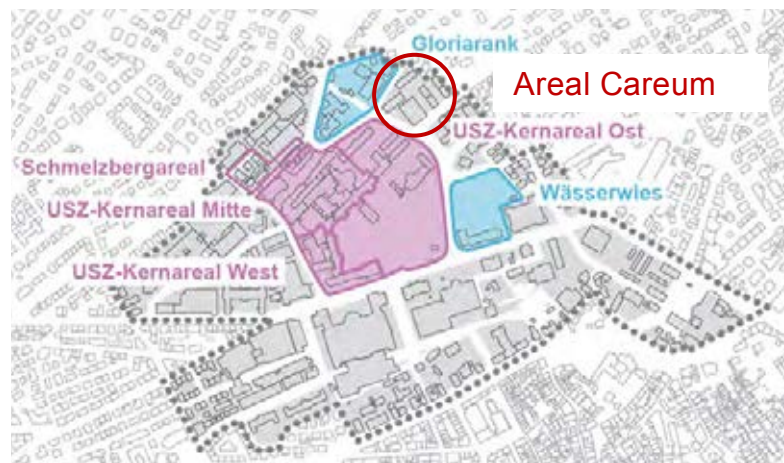 Gloriarank
Areal Careum
USZ-Kernareal Ost
Schmelzbergareal
Wässerwies
USZ-Kernareal Mitte
USZ-Kernareal West